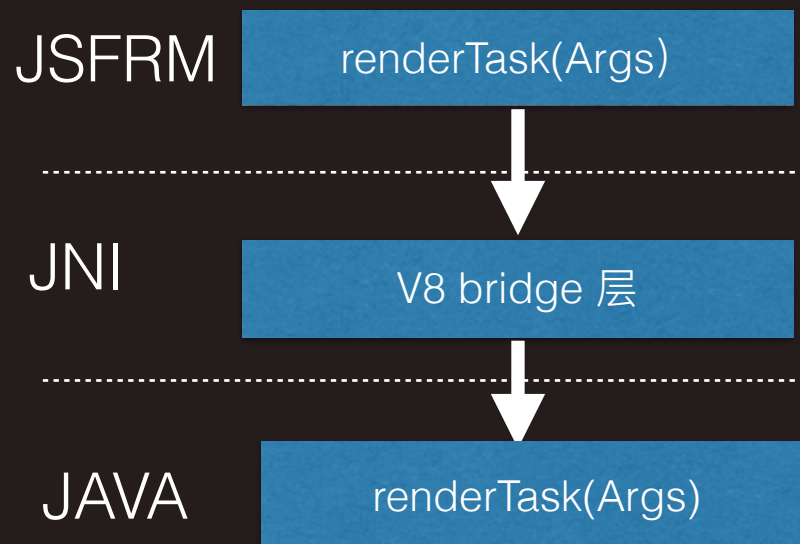 JSFRM
renderTask(Args)
JNI
V8 bridge 层
JAVA
renderTask(Args)